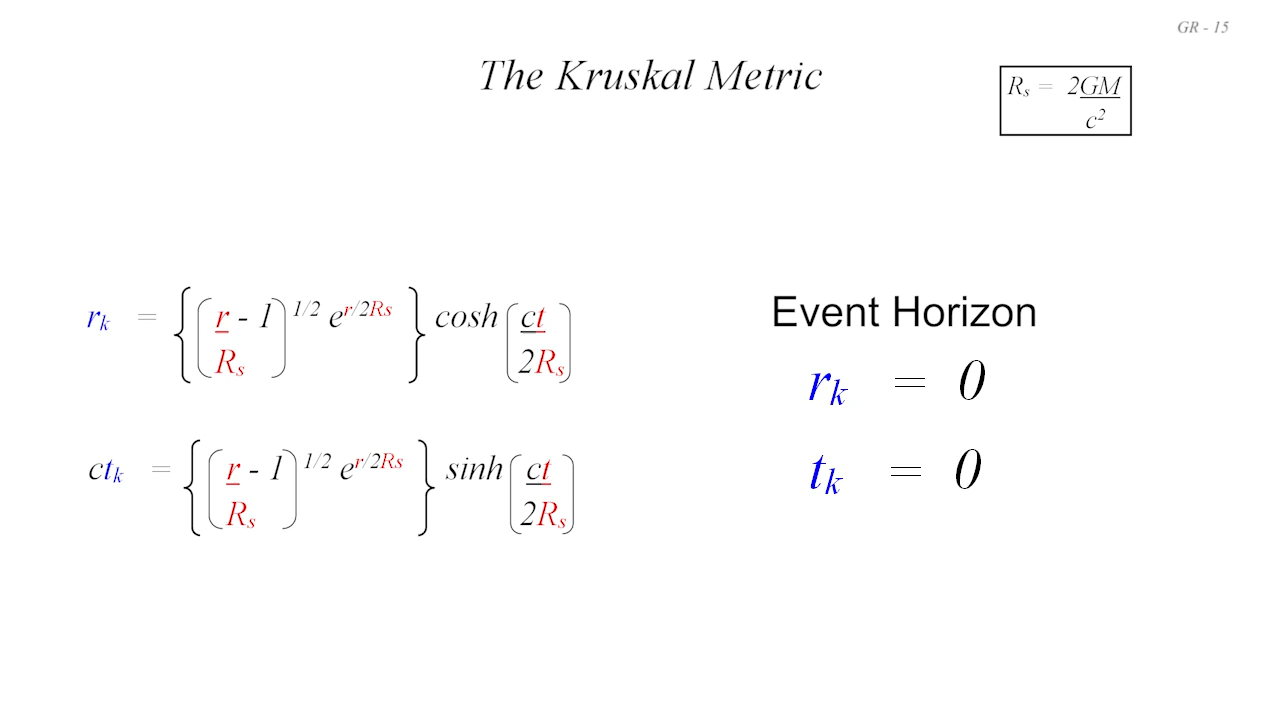 GR - 15
The Kruskal Metric
Rs = 2GM
c²
rk = { ( r - 1 ) 1/2 e r/2Rs } cosh ( ct
Rs 2Rs )
Event Horizon
rk = 0
ctk = { ( r - 1 ) 1/2 e r/2Rs } sinh ( ct
Rs 2Rs )
tk = 0